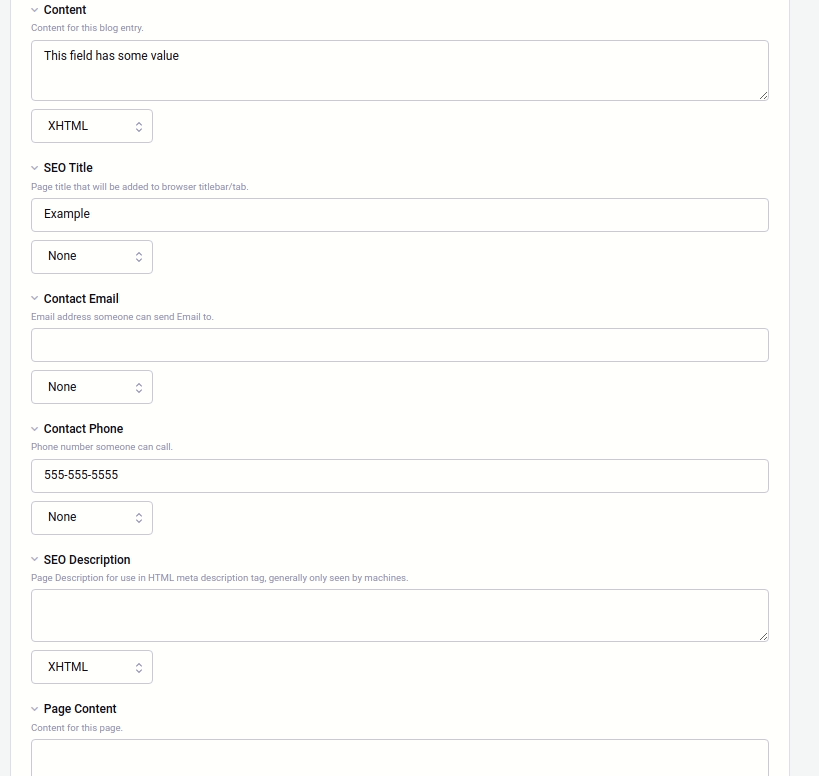 Content
Content for this blog entry.
This field has some value
XHTML
SEO Title
Page title that will be added to browser titlebar/tab.
Example
None
Contact Email
Email address someone can send Email to.
None
Contact Phone
Phone number someone can call.
555-555-5555
None
SEO Description
Page Description for use in HTML meta description tag, generally only seen by machines.
XHTML
Page Content
Content for this page.